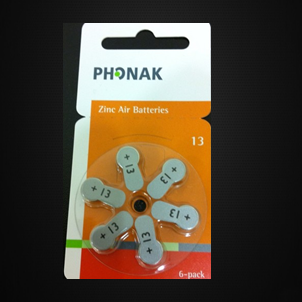 PHONAK
Zinc Air Batteries
13
+ 13
+ 13
+ 13
+ 13
+ 13
+ 13
6-pack